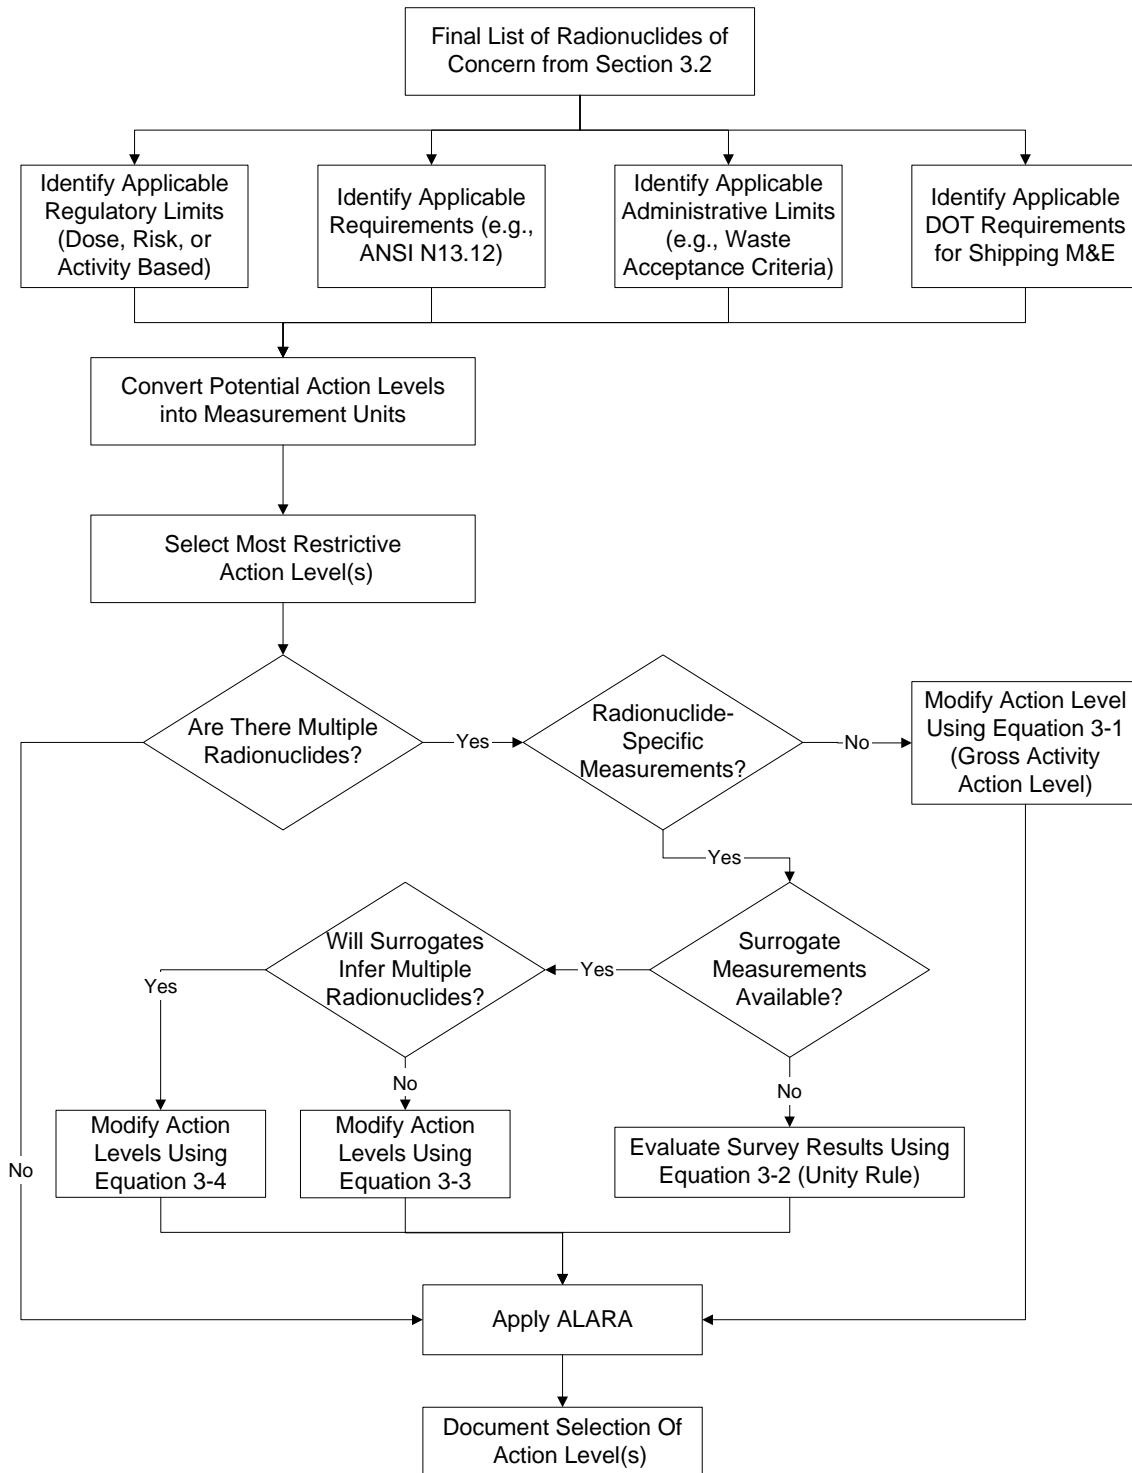 Final List of Radionuclides of
Concern from Section 3.2
Identify Applicable
Regulatory Limits
(Dose, Risk, or
Activity Based)
Identify Applicable
Requirements (e.g.,
ANSI N13.12)
Identify Applicable
Administrative Limits
(e.g., Waste
Acceptance Criteria)
Identify Applicable
DOT Requirements
for Shipping M&E
Convert Potential Action Levels
into Measurement Units
Select Most Restrictive
Action Level(s)
Are There Multiple
Radionuclides?
Yes
Radionuclide-
Specific
Measurements?
No
Modify Action Level
Using Equation 3-1
(Gross Activity
Action Level)
Yes
Surrogate
Measurements
Available?
Yes
Will Surrogates
Infer Multiple
Radionuclides?
Yes
No
No
Modify Action
Levels Using
Equation 3-4
Modify Action
Levels Using
Equation 3-3
Evaluate Survey Results Using
Equation 3-2 (Unity Rule)
No
Apply ALARA
Document Selection Of
Action Level(s)